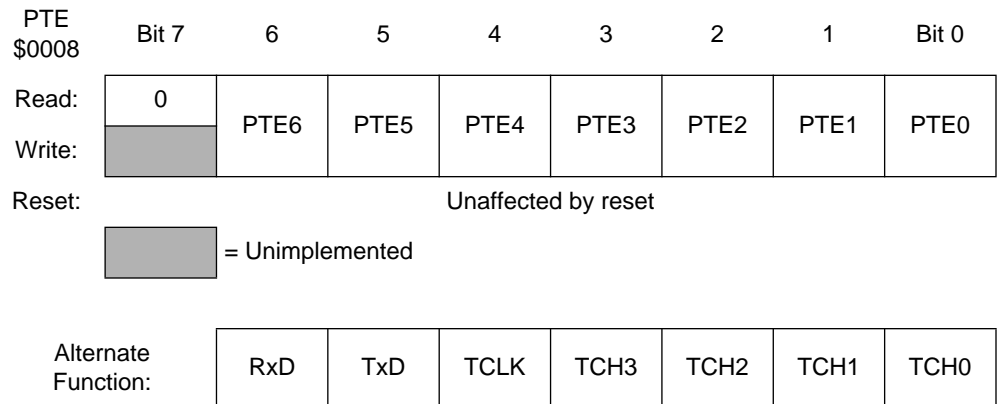 PTE
$0008 Bit 7 6 5 4 3 2 1 Bit 0
Read: 0 PTE6 PTE5 PTE4 PTE3 PTE2 PTE1 PTE0
Write:
Reset: Unaffected by reset
= Unimplemented
Alternate
Function: RxD TxD TCLK TCH3 TCH2 TCH1 TCH0